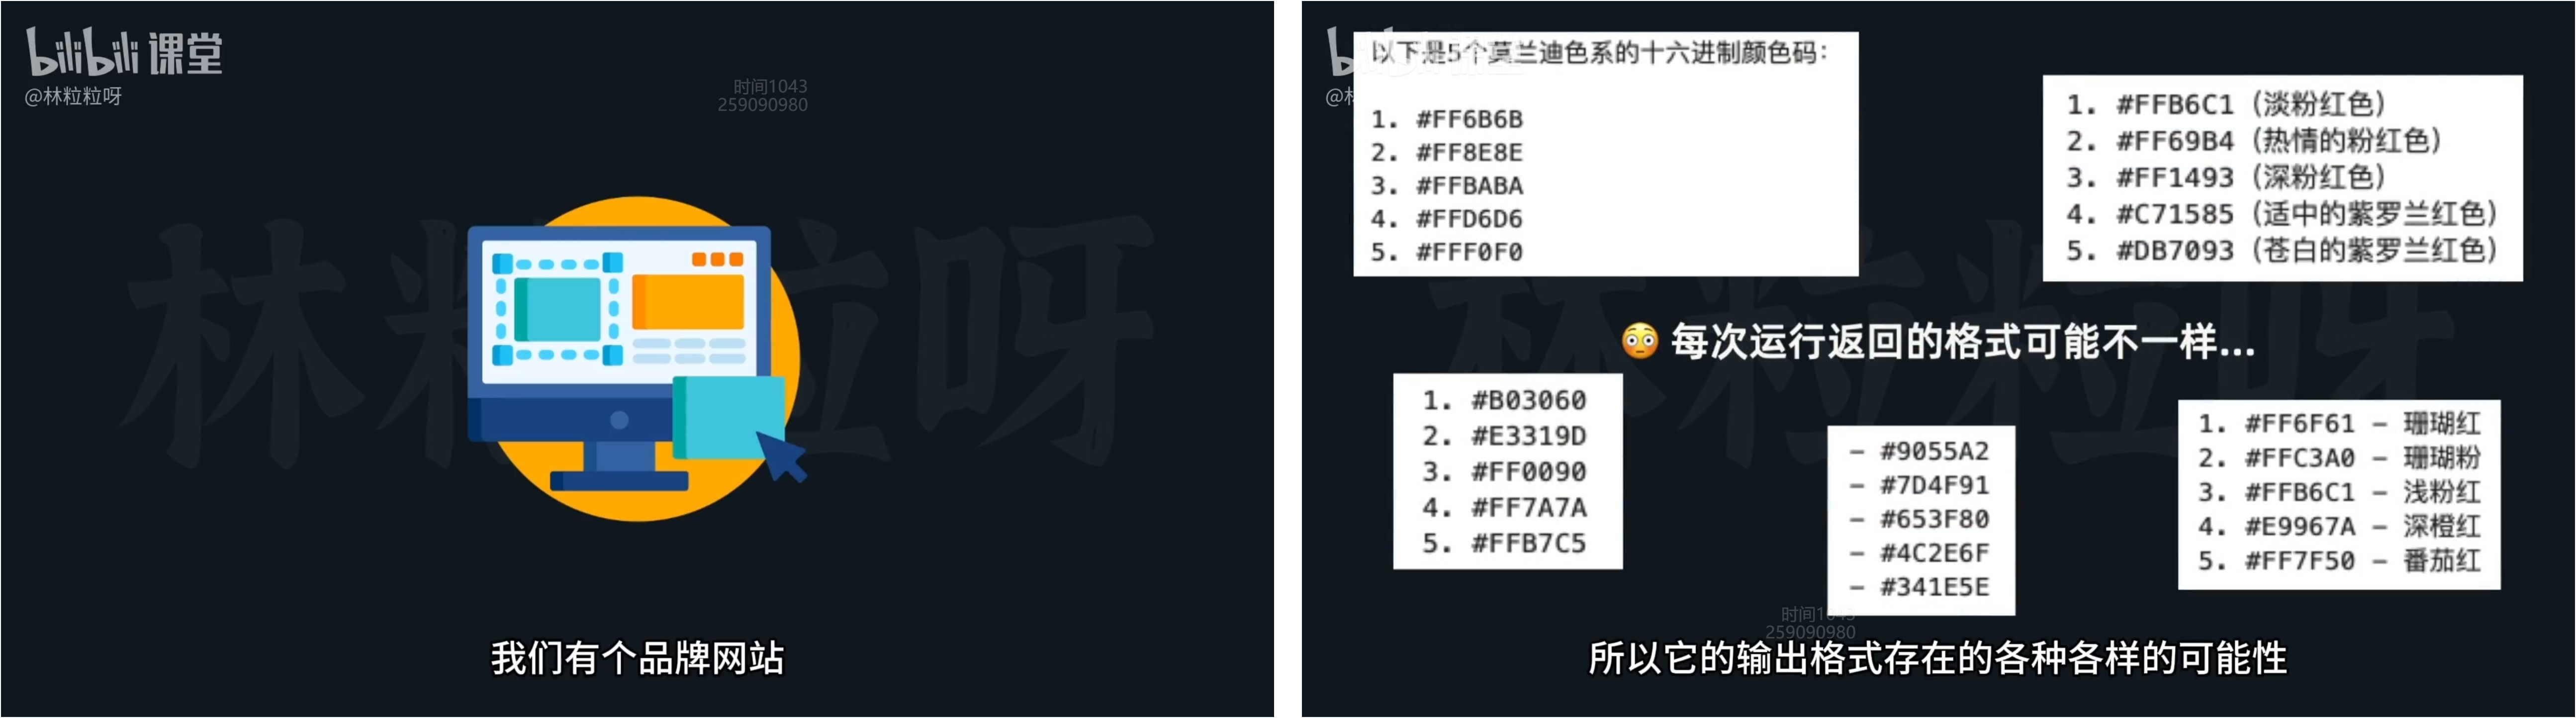 bilibili 课堂
@林粒粒呀
时间1043
259090980
林粒粒呀
我们有个品牌网站
以下是5个莫兰迪色系的十六进制颜色码：
1. #FF6B6B
2. #FF8E8E
3. #FFBABA
4. #FFD6D6
5. #FFF0F0
1. #FFB6C1（淡粉红色）
2. #FF69B4（热情的粉红色）
3. #FF1493（深粉红色）
4. #C71585（适中的紫罗兰红色）
5. #DB7093（苍白的紫罗兰红色）
😳 每次运行返回的格式可能不一样...
1. #B03060
2. #E3319D
3. #FF0090
4. #FF7A7A
5. #FFB7C5
- #9055A2
- #7D4F91
- #653F80
- #4C2E6F
- #341E5E
1. #FF6F61 - 珊瑚红
2. #FFC3A0 - 珊瑚粉
3. #FFB6C1 - 浅粉红
4. #E9967A - 深橙红
5. #FF7F50 - 番茄红
时间1043
259090980
所以它的输出格式存在的各种各样的可能性